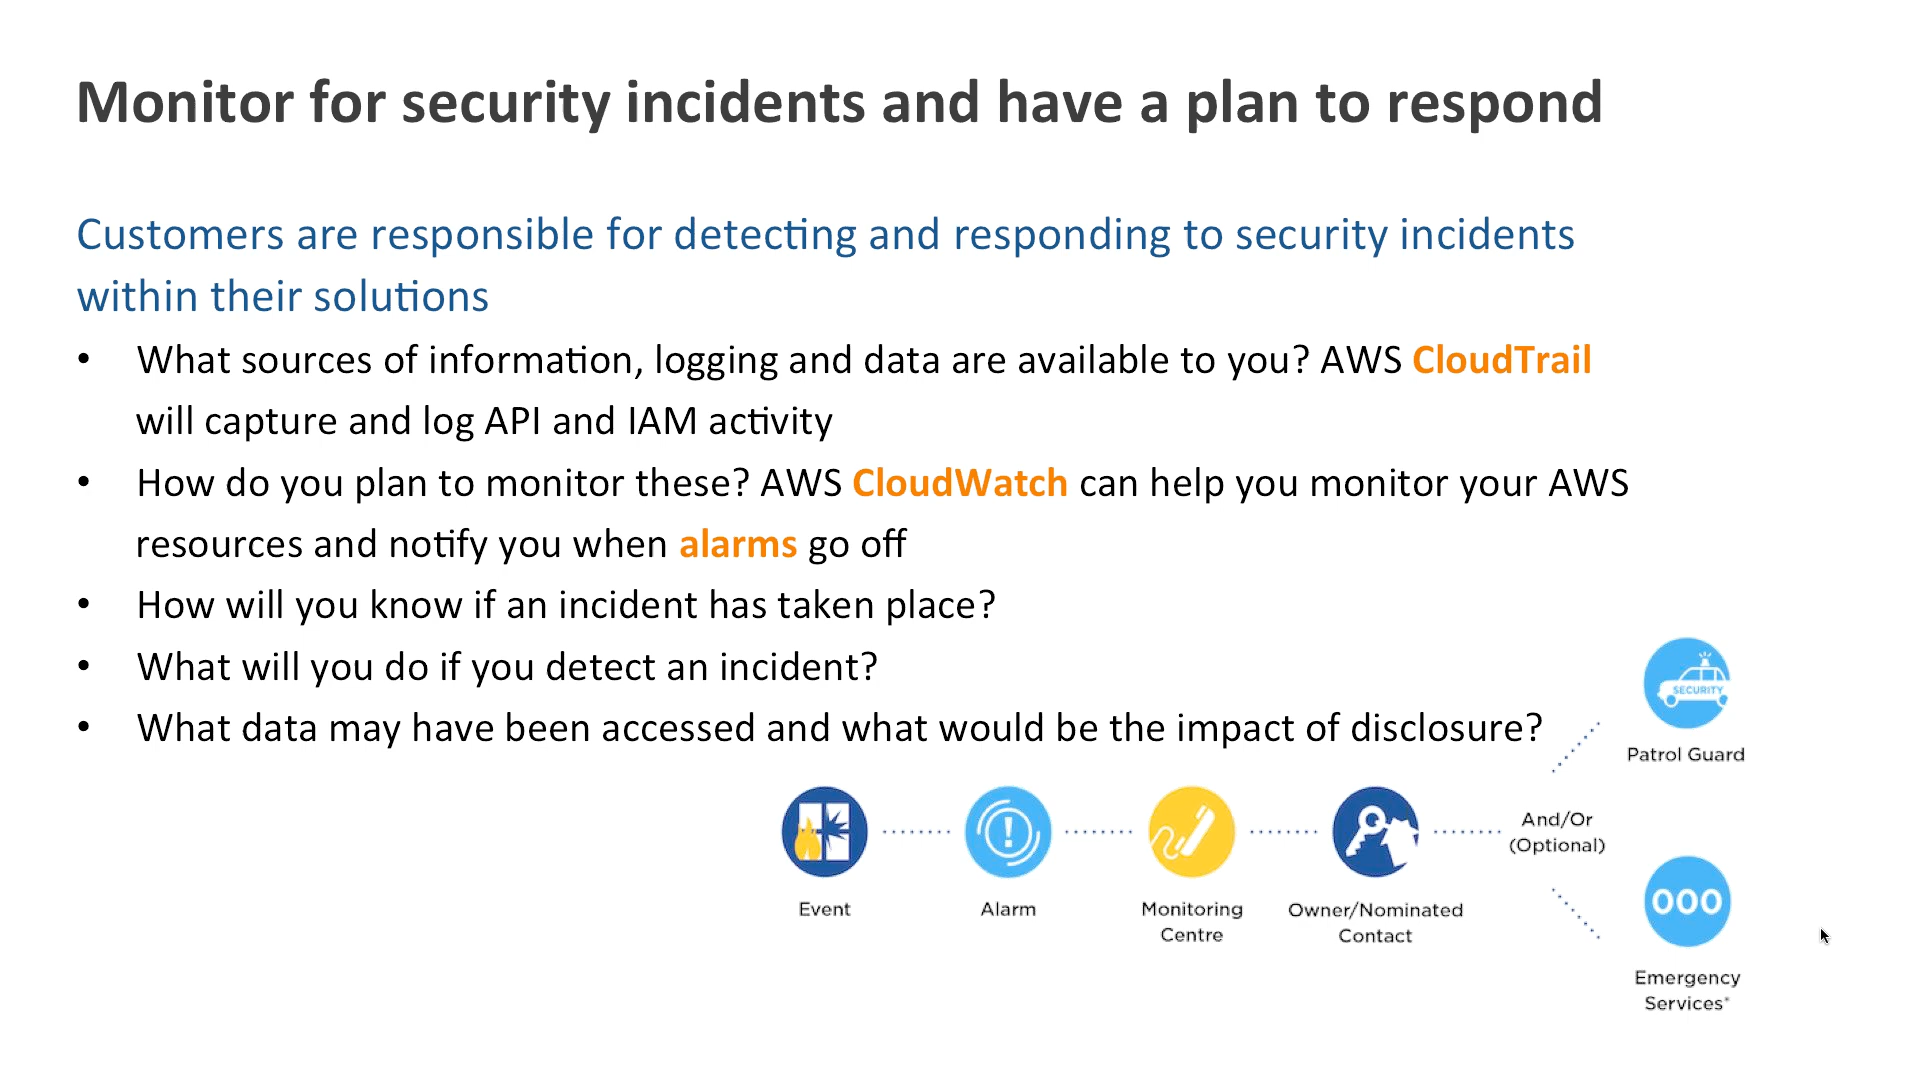 Monitor for security incidents and have a plan to respond
Customers are responsible for detecting and responding to security incidents
within their solutions
• What sources of information, logging and data are available to you? AWS CloudTrail
will capture and log API and IAM activity
• How do you plan to monitor these? AWS CloudWatch can help you monitor your AWS
resources and notify you when alarms go off
• How will you know if an incident has taken place?
• What will you do if you detect an incident?
• What data may have been accessed and what would be the impact of disclosure?
SECURITY
Patrol Guard
And/Or
(Optional)
Event
Alarm
Monitoring
Centre
Owner/Nominated
Contact
000
Emergency
Services*